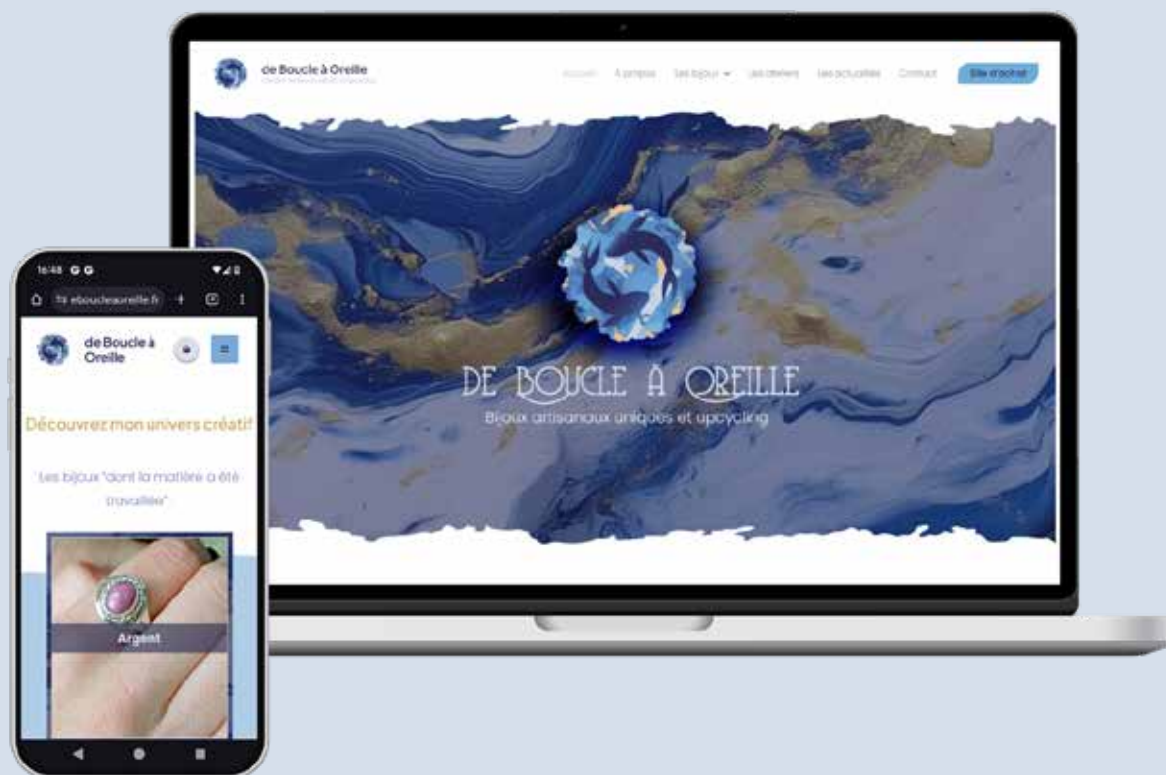 de Boucle à Oreille
Accueil À propos Les bijoux Les ateliers Les actualités Contact Site d'achat
DE BOUCLE À OREILLE
Bijoux artisanaux uniques et upcycling
16:48 G G
eboucleaoreille.fr
de Boucle à
Oreille
Découvrez mon univers créatif
Les bijoux "dont la matière a été
travaillée"
Argent